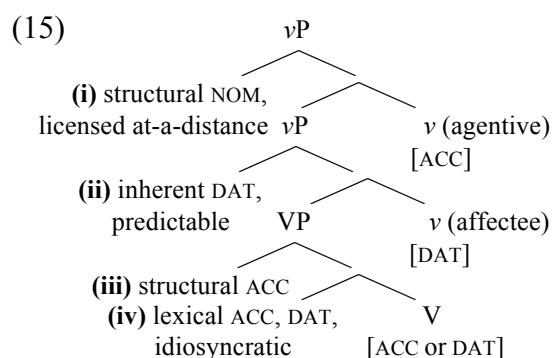 (15) vP
(i) structural NOM,
licensed at-a-distance vP v (agentive)
[ACC]
(ii) inherent DAT,
predictable VP v (affectee)
[DAT]
(iii) structural ACC
(iv) lexical ACC, DAT, V
idiosyncratic [ACC or DAT]